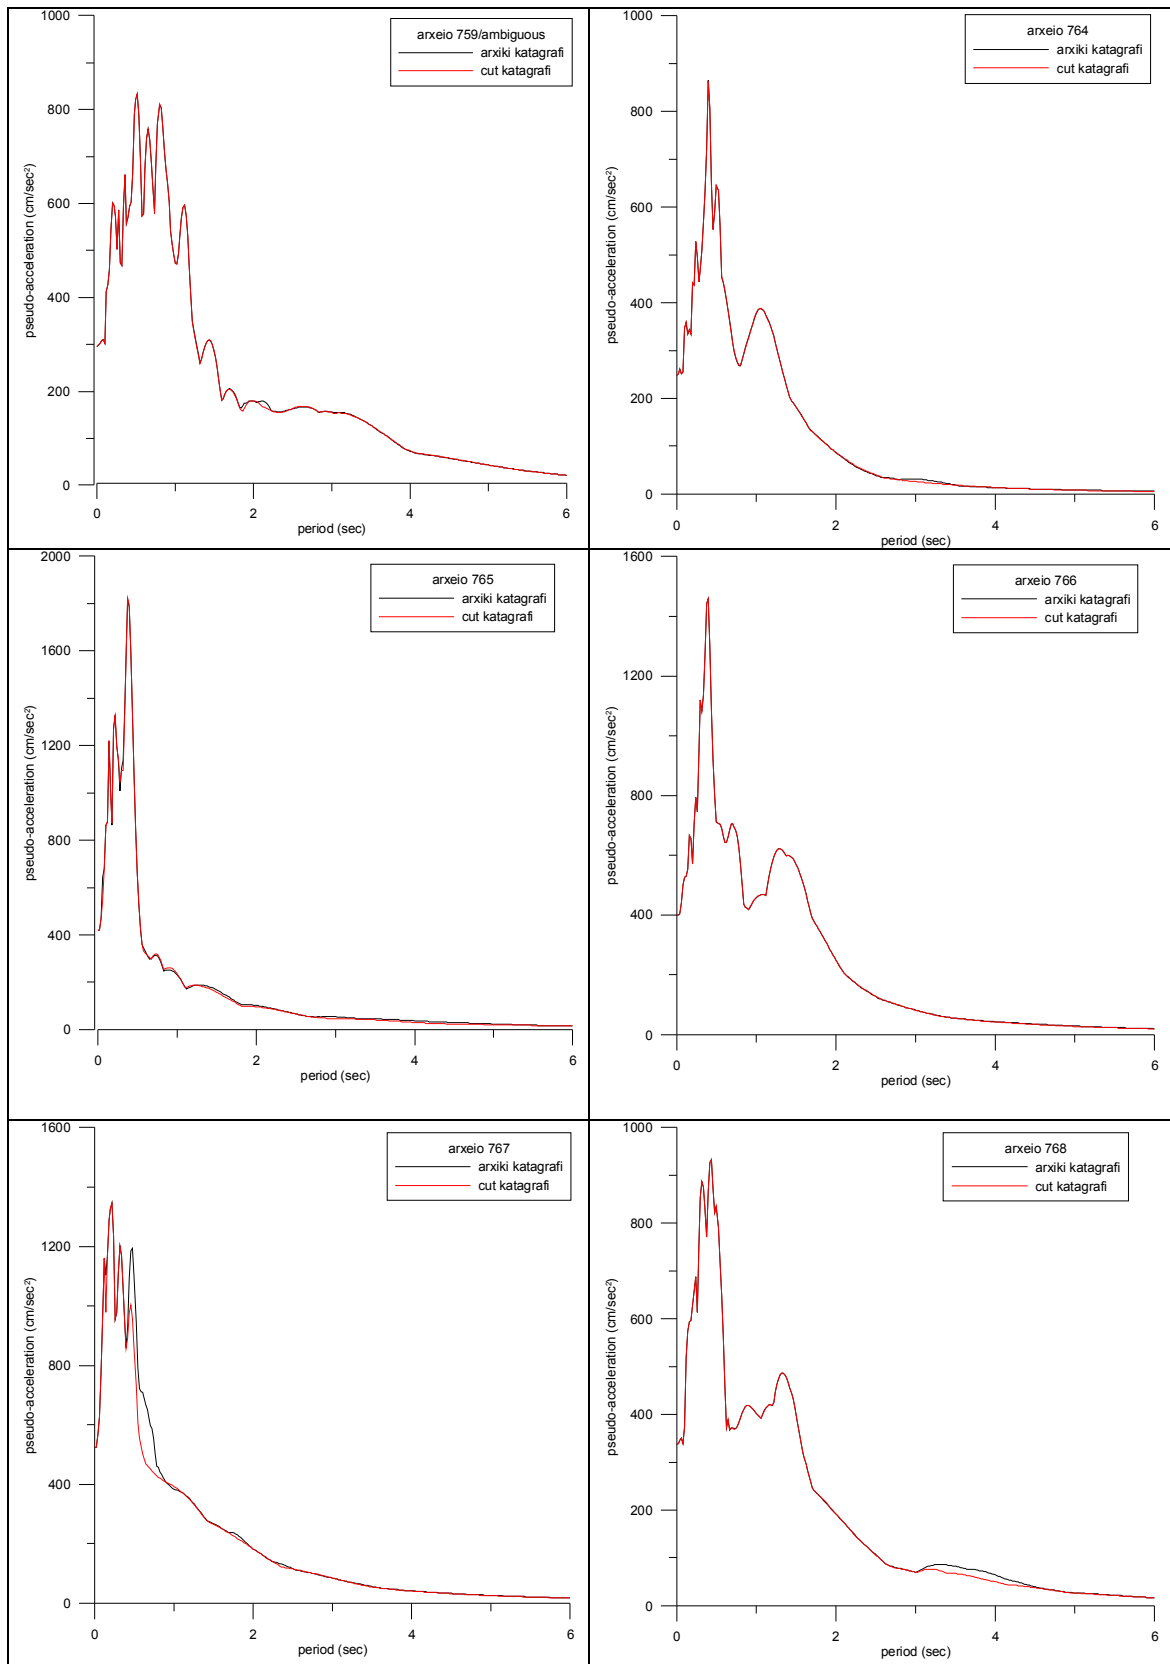 1000
800
600
400
200
0
pseudo-acceleration (cm/sec²)
arxeio 759/ambiguous
arxiki katagrafi
cut katagrafi
0 2 4 6
period (sec)
1000
800
600
400
200
0
pseudo-acceleration (cm/sec²)
arxeio 764
arxiki katagrafi
cut katagrafi
0 2 4 6
period (sec)
2000
1600
1200
800
400
0
pseudo-acceleration (cm/sec²)
arxeio 765
arxiki katagrafi
cut katagrafi
0 2 4 6
period (sec)
1600
1200
800
400
0
pseudo-acceleration (cm/sec²)
arxeio 766
arxiki katagrafi
cut katagrafi
0 2 4 6
period (sec)
1600
1200
800
400
0
pseudo-acceleration (cm/sec²)
arxeio 767
arxiki katagrafi
cut katagrafi
0 2 4 6
period (sec)
1000
800
600
400
200
0
pseudo-acceleration (cm/sec²)
arxeio 768
arxiki katagrafi
cut katagrafi
0 2 4 6
period (sec)